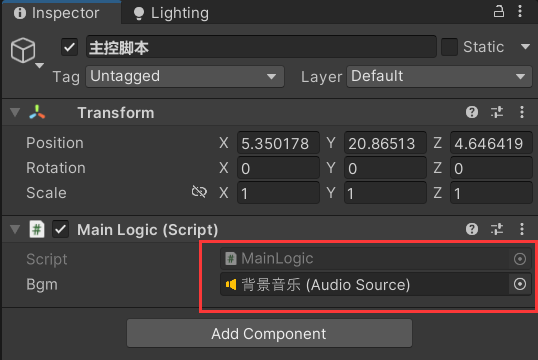 Inspector Lighting
主控脚本 Static
Tag Untagged Layer Default
Transform
Position X 5.350178 Y 20.86513 Z 4.646419
Rotation X 0 Y 0 Z 0
Scale X 1 Y 1 Z 1
# Main Logic (Script)
Script # MainLogic
Bgm 背景音乐 (Audio Source)
Add Component